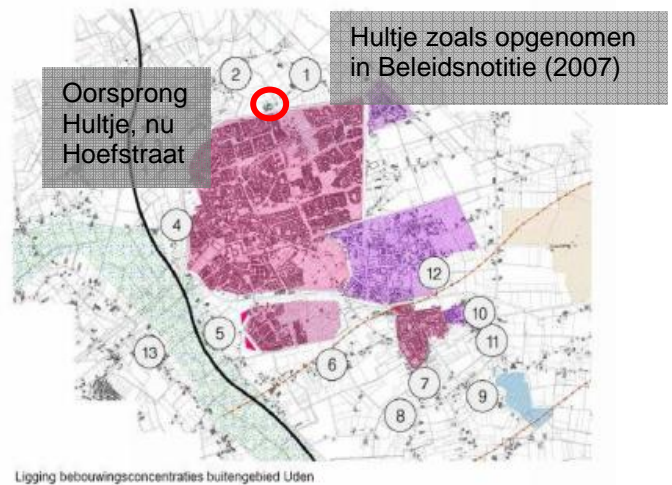 Hultje zoals opgenomen
in Beleidsnotitie (2007)
Oorsprong
Hultje, nu
Hoefstraat
2
1
4
12
5
10
13
6
11
7
9
8
Ligging bebouwingsconcentraties buitengebied Uden